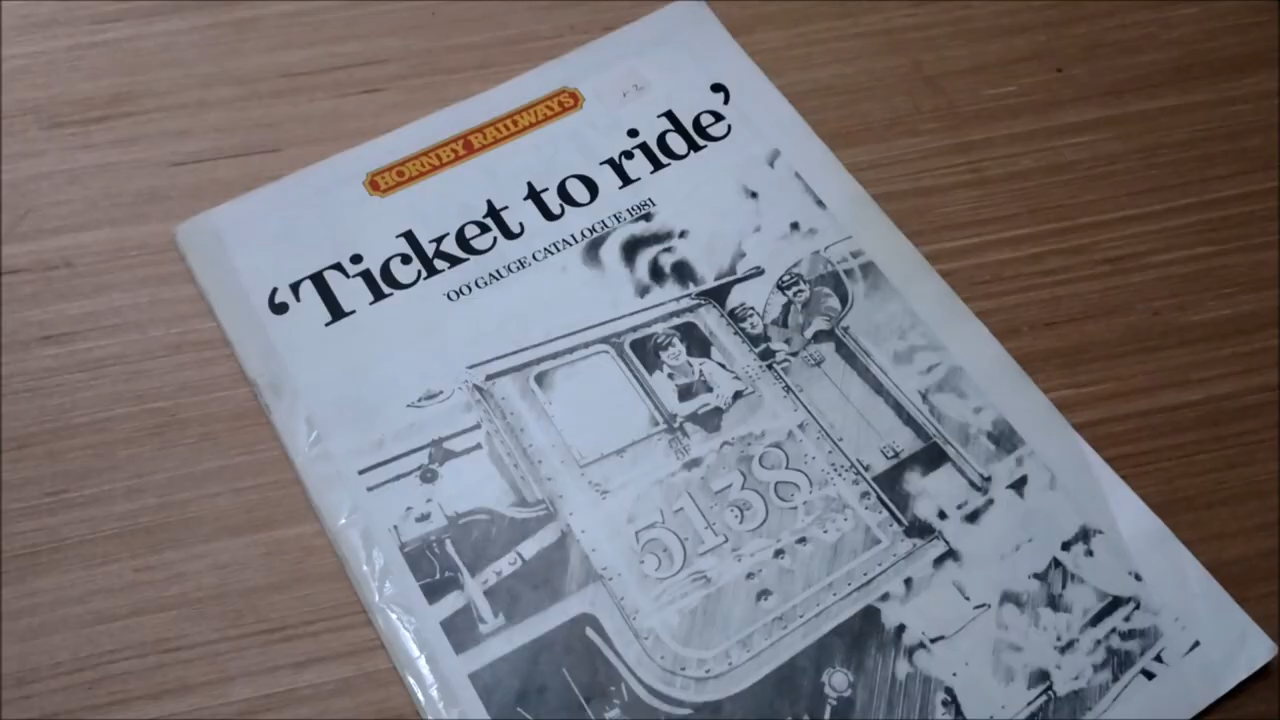 HORNBY RAILWAYS
‘Ticket to ride’
'OO' GAUGE CATALOGUE 1981
5138